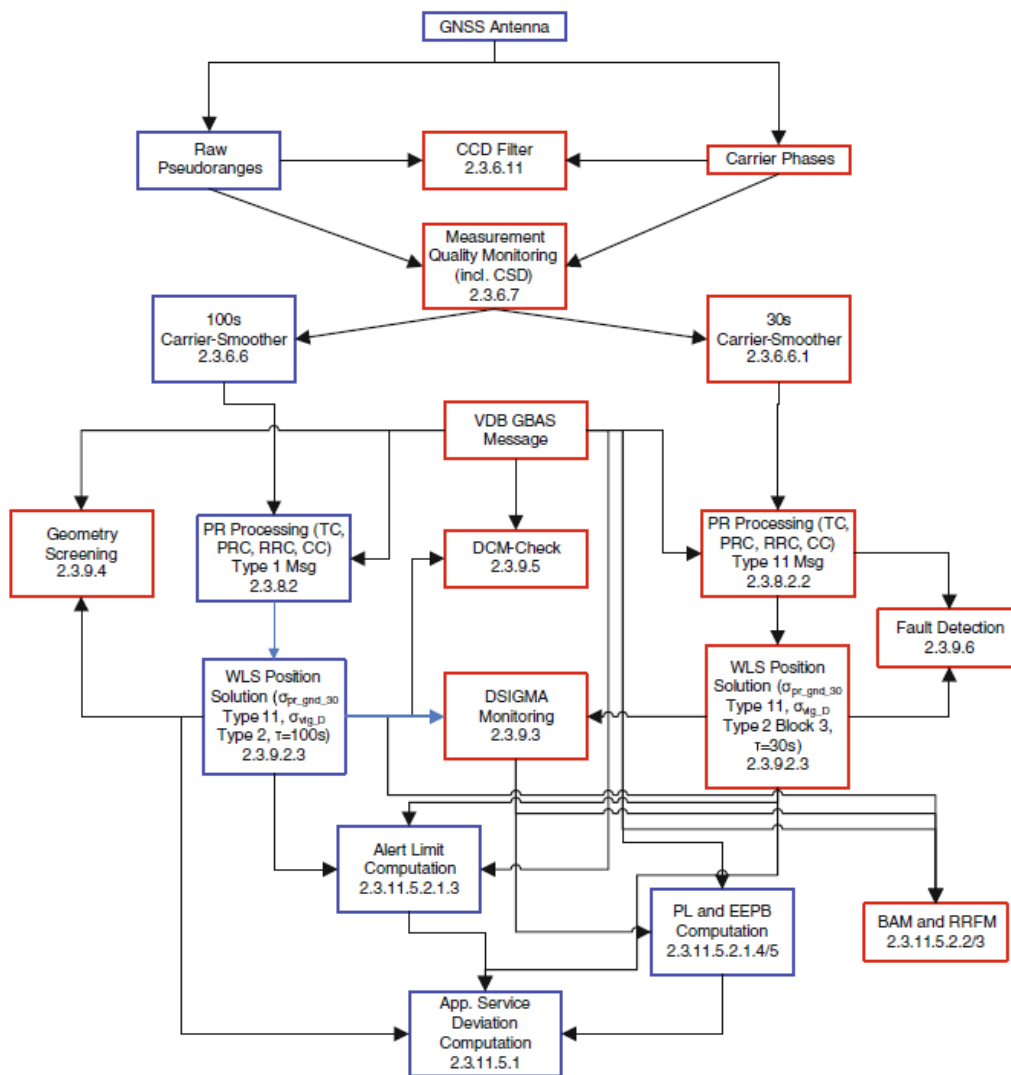 GNSS Antenna
Raw
Pseudoranges
CCD Filter
2.3.6.11
Carrier Phases
Measurement
Quality Monitoring
(incl. CSD)
2.3.6.7
100s
Carrier-Smoother
2.3.6.6
30s
Carrier-Smoother
2.3.6.6.1
VDB GBAS
Message
Geometry
Screening
2.3.9.4
PR Processing (TC,
PRC, RRC, CC)
Type 1 Msg
2.3.8.2
DCM-Check
2.3.9.5
PR Processing (TC,
PRC, RRC, CC)
Type 11 Msg
2.3.8.2.2
Fault Detection
2.3.9.6
WLS Position
Solution (σpr_gnd_30
Type 11, σvig_D
Type 2, τ=100s)
2.3.9.2.3
DSIGMA
Monitoring
2.3.9.3
WLS Position
Solution (σpr_gnd_30
Type 11, σvig_D
Type 2 Block 3,
τ=30s)
2.3.9.2.3
Alert Limit
Computation
2.3.11.5.2.1.3
PL and EEPB
Computation
2.3.11.5.2.1.4/5
BAM and RRFM
2.3.11.5.2.2/3
App. Service
Deviation
Computation
2.3.11.5.1